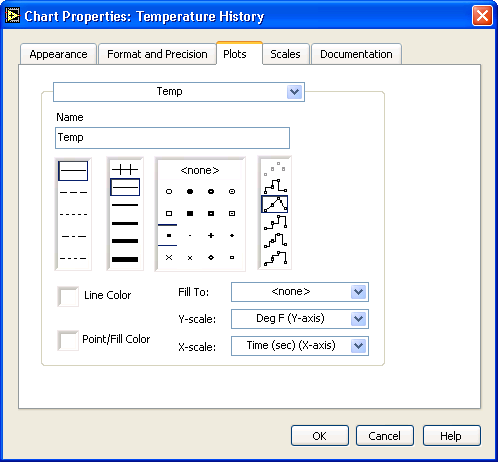 Chart Properties: Temperature History
Appearance Format and Precision Plots Scales Documentation
Temp
Name
Temp
<none>
Line Color Fill To: <none>
Y-scale: Deg F (Y-axis)
Point/Fill Color
X-scale: Time (sec) (X-axis)
OK Cancel Help